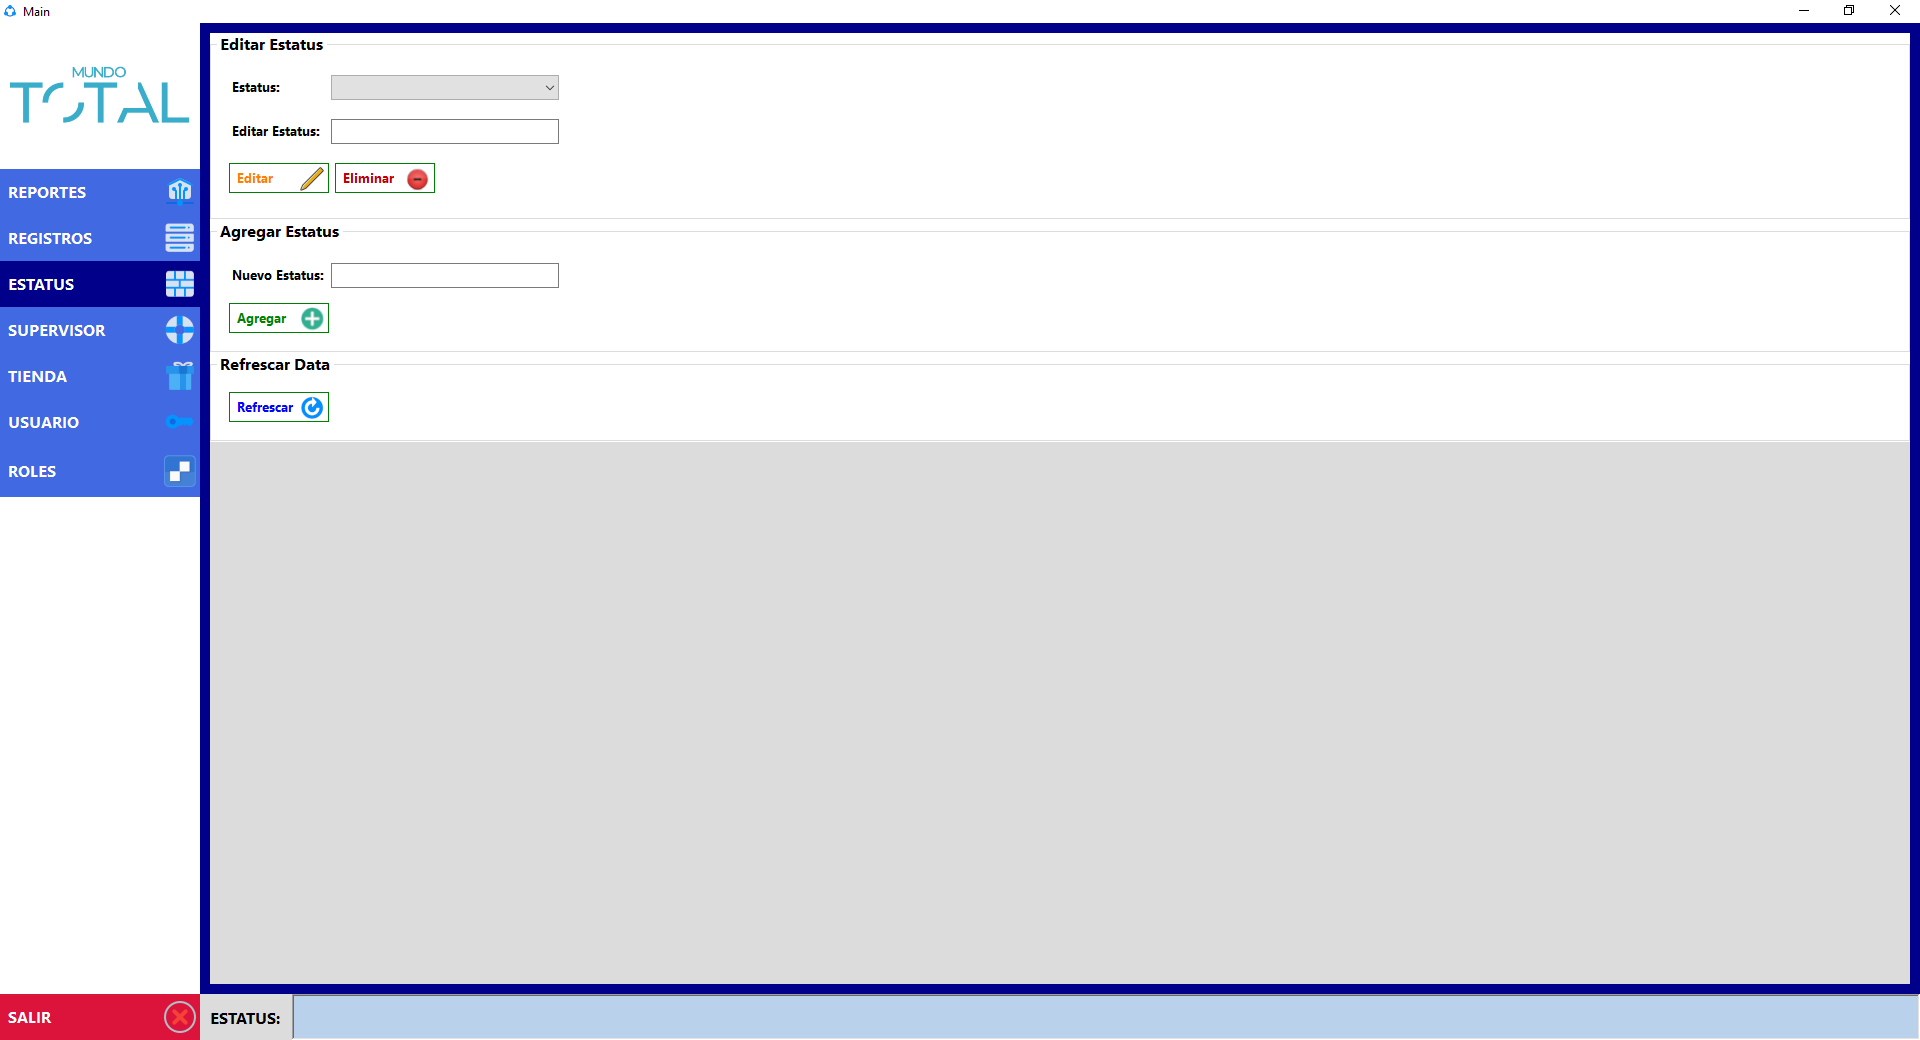 Main
MUNDO
TOTAL
REPORTES
REGISTROS
ESTATUS
SUPERVISOR
TIENDA
USUARIO
ROLES
SALIR
Editar Estatus
Estatus:
Editar Estatus:
Editar
Eliminar
Agregar Estatus
Nuevo Estatus:
Agregar
Refrescar Data
Refrescar
ESTATUS: